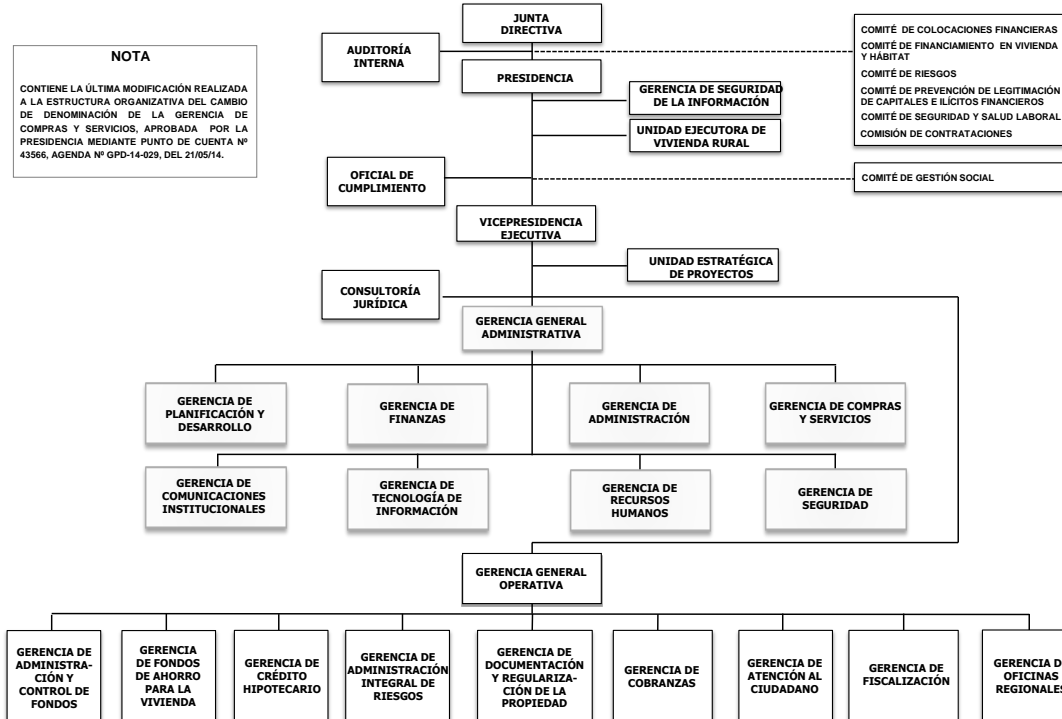 JUNTA
DIRECTIVA
AUDITORÍA
INTERNA
COMITÉ DE COLOCACIONES FINANCIERAS
COMITÉ DE FINANCIAMIENTO EN VIVIENDA
Y HÁBITAT
COMITÉ DE RIESGOS
COMITÉ DE PREVENCIÓN DE LEGITIMACIÓN
DE CAPITALES E ILÍCITOS FINANCIEROS
COMITÉ DE SEGURIDAD Y SALUD LABORAL
COMISIÓN DE CONTRATACIONES
NOTA
CONTIENE LA ÚLTIMA MODIFICACIÓN REALIZADA
A LA ESTRUCTURA ORGANIZATIVA DEL CAMBIO
DE DENOMINACIÓN DE LA GERENCIA DE
COMPRAS Y SERVICIOS, APROBADA POR LA
PRESIDENCIA MEDIANTE PUNTO DE CUENTA Nº
43566, AGENDA Nº GPD-14-029, DEL 21/05/14.
PRESIDENCIA
GERENCIA DE SEGURIDAD
DE LA INFORMACIÓN
UNIDAD EJECUTORA DE
VIVIENDA RURAL
OFICIAL DE
CUMPLIMIENTO
COMITÉ DE GESTIÓN SOCIAL
VICEPRESIDENCIA
EJECUTIVA
UNIDAD ESTRATÉGICA
DE PROYECTOS
CONSULTORÍA
JURÍDICA
GERENCIA GENERAL
ADMINISTRATIVA
GERENCIA DE
PLANIFICACIÓN Y
DESARROLLO
GERENCIA DE
FINANZAS
GERENCIA DE
ADMINISTRACIÓN
GERENCIA DE COMPRAS
Y SERVICIOS
GERENCIA DE
COMUNICACIONES
INSTITUCIONALES
GERENCIA DE
TECNOLOGÍA DE
INFORMACIÓN
GERENCIA DE
RECURSOS
HUMANOS
GERENCIA DE
SEGURIDAD
GERENCIA GENERAL
OPERATIVA
GERENCIA DE
ADMINISTRA-
CIÓN Y
CONTROL DE
FONDOS
GERENCIA
DE FONDOS
DE AHORRO
PARA LA
VIVIENDA
GERENCIA DE
CRÉDITO
HIPOTECARIO
GERENCIA DE
ADMINISTRACIÓN
INTEGRAL DE
RIESGOS
GERENCIA DE
DOCUMENTACIÓN
Y REGULARIZA-
CIÓN DE LA
PROPIEDAD
GERENCIA DE
COBRANZAS
GERENCIA DE
ATENCIÓN AL
CIUDADANO
GERENCIA DE
FISCALIZACIÓN
GERENCIA DE
OFICINAS
REGIONALES